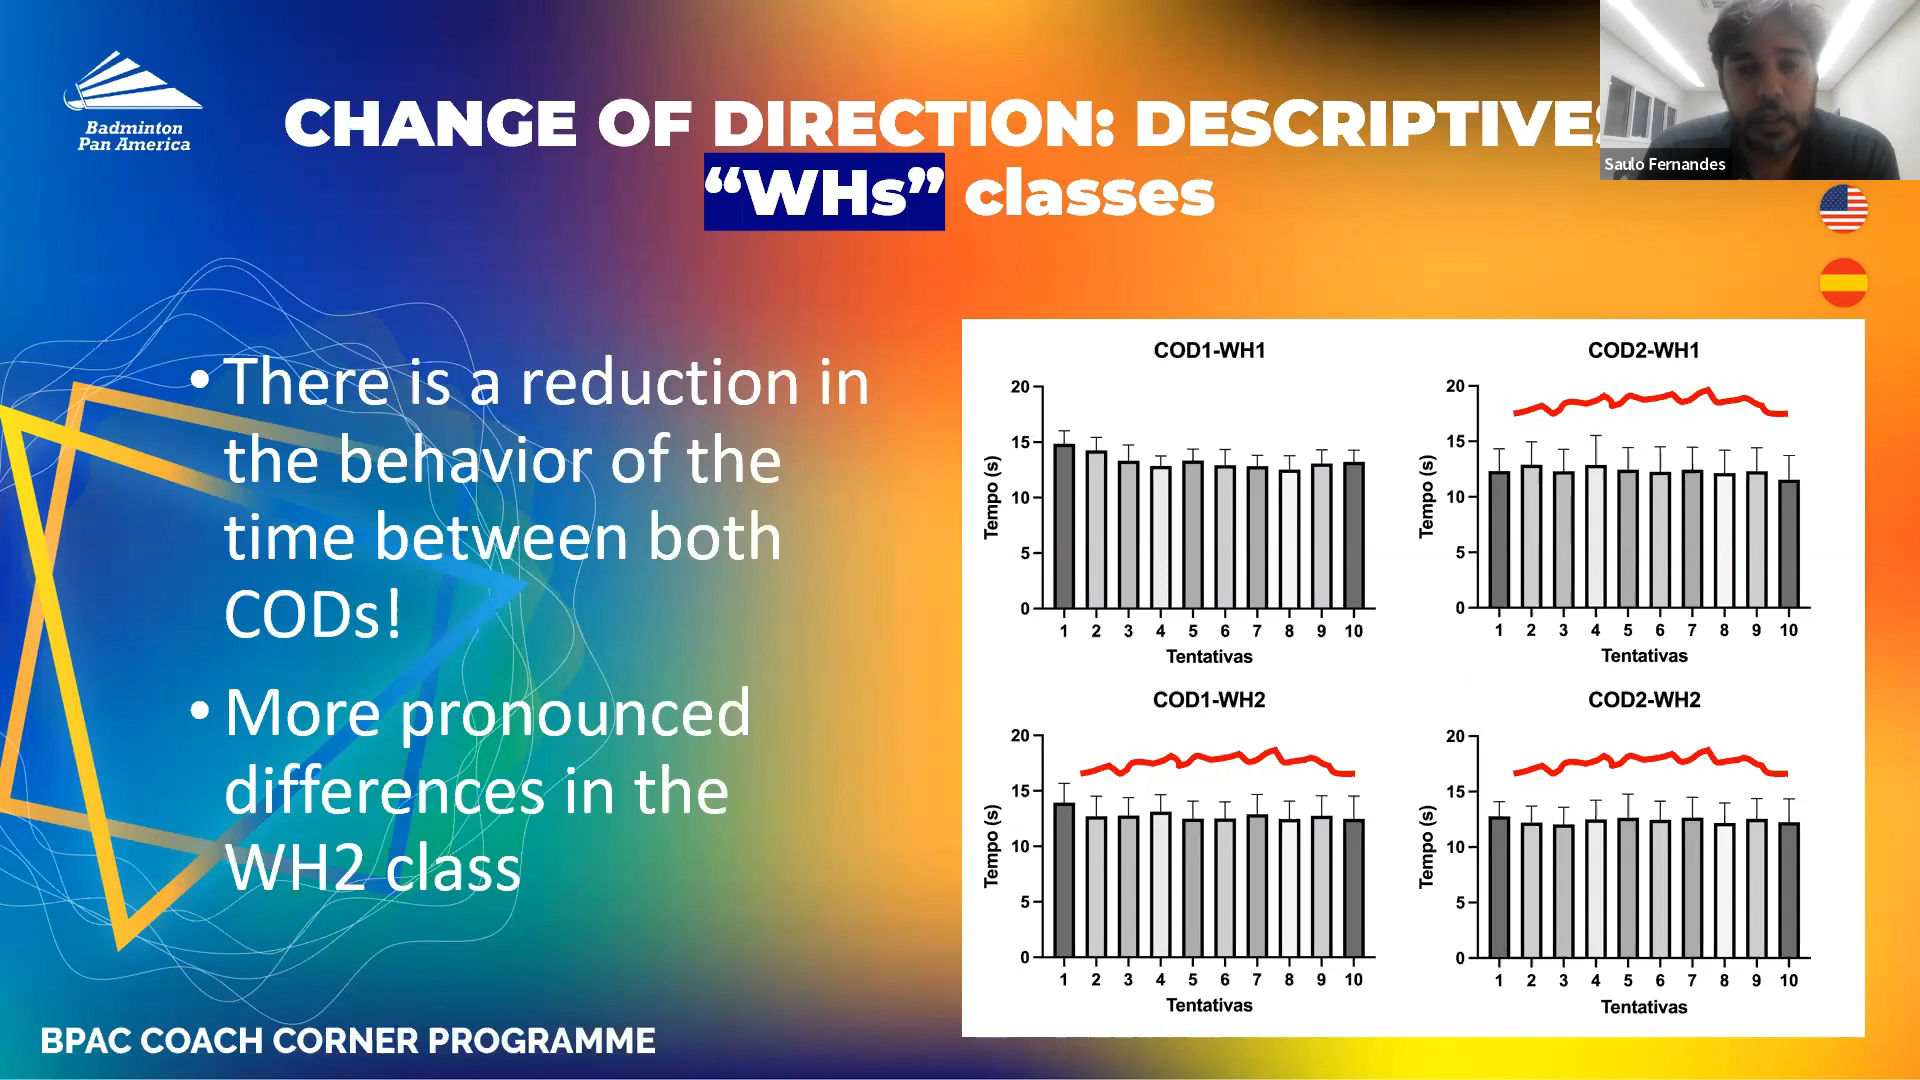 Badminton
Pan America
CHANGE OF DIRECTION: DESCRIPTIVES
“WHs” classes
Saulo Fernandes
• There is a reduction in
the behavior of the
time between both
CODs!
• More pronounced
differences in the
WH2 class
COD1-WH1
20
15
10
5
0
Tempo (s)
1 2 3 4 5 6 7 8 9 10
Tentativas
COD2-WH1
20
15
10
5
0
Tempo (s)
1 2 3 4 5 6 7 8 9 10
Tentativas
COD1-WH2
20
15
10
5
0
Tempo (s)
1 2 3 4 5 6 7 8 9 10
Tentativas
COD2-WH2
20
15
10
5
0
Tempo (s)
1 2 3 4 5 6 7 8 9 10
Tentativas
BPAC COACH CORNER PROGRAMME